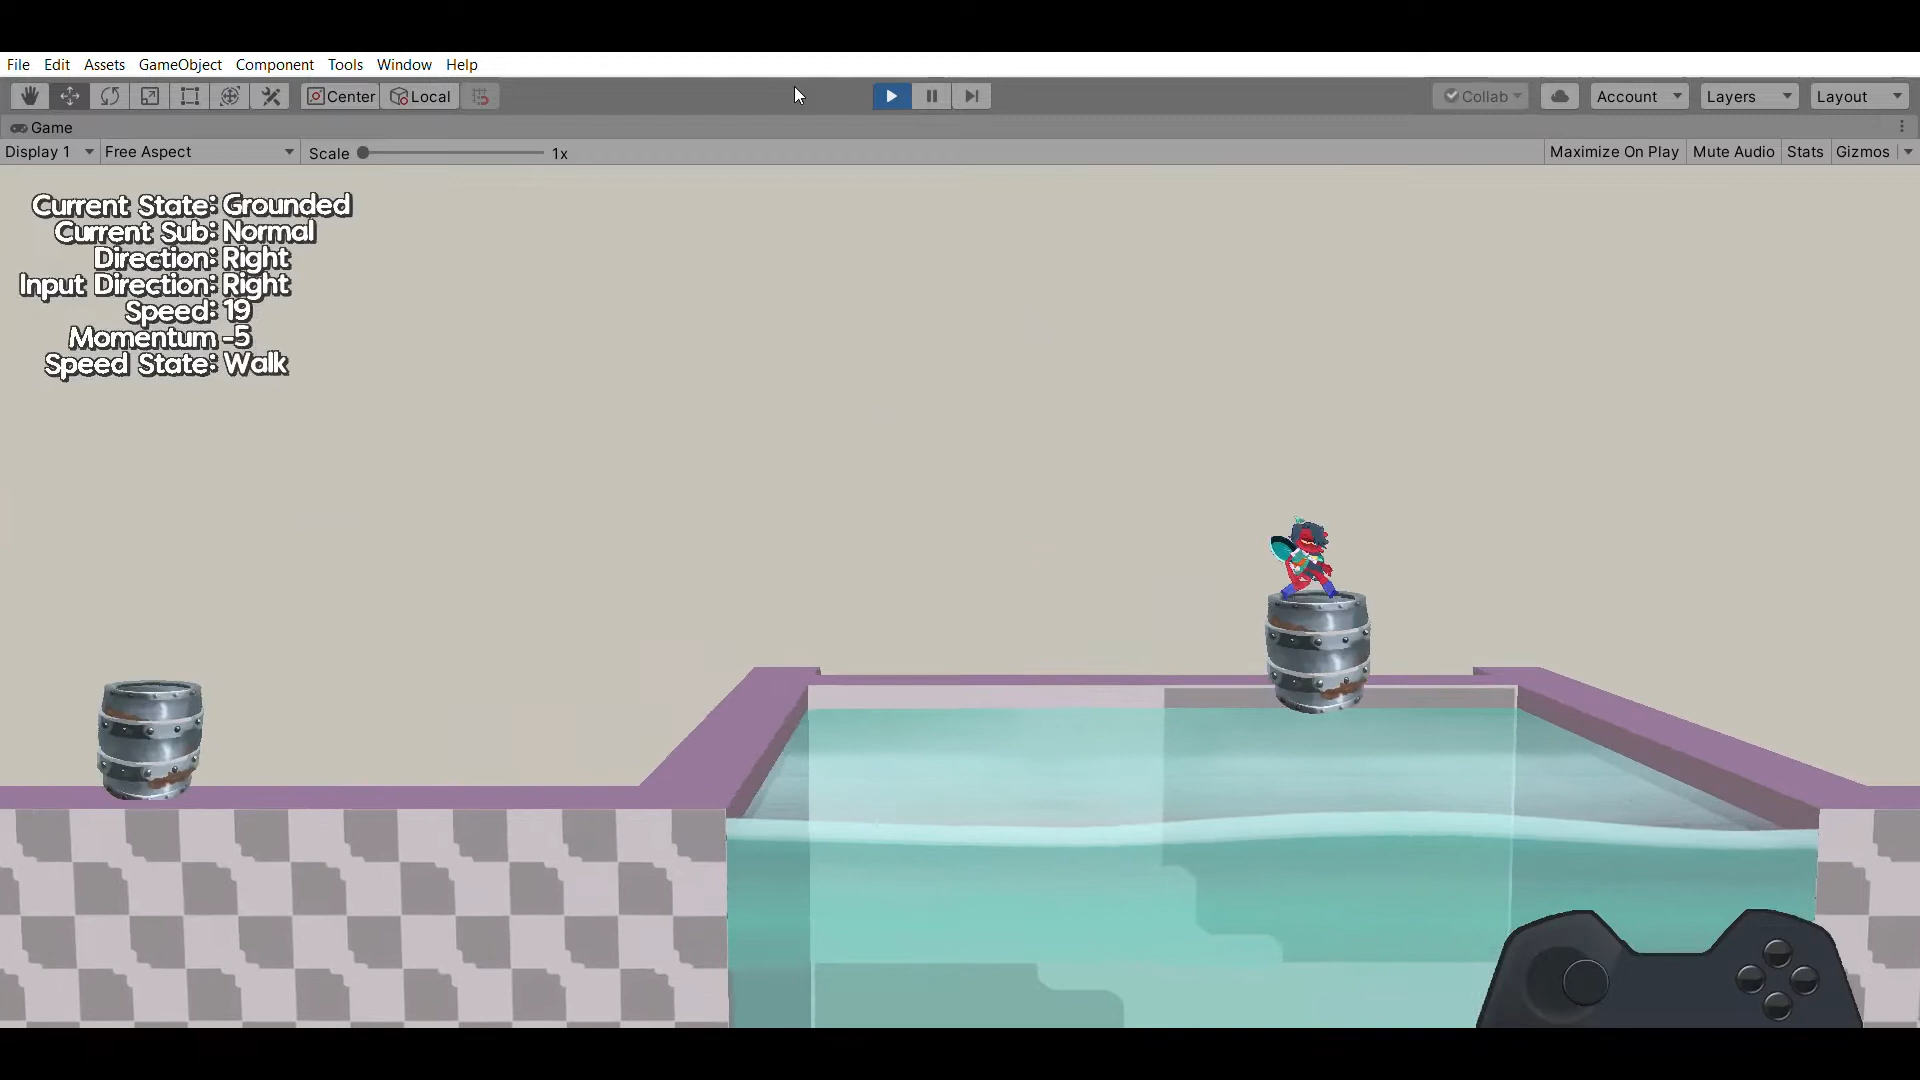 File Edit Assets GameObject Component Tools Window Help
Center Local Collab Account Layers Layout
Game
Display 1 Free Aspect Scale 1x Maximize On Play Mute Audio Stats Gizmos
Current State: Grounded
Current Sub: Normal
Direction: Right
Input Direction: Right
Speed: 19
Momentum -5
Speed State: Walk